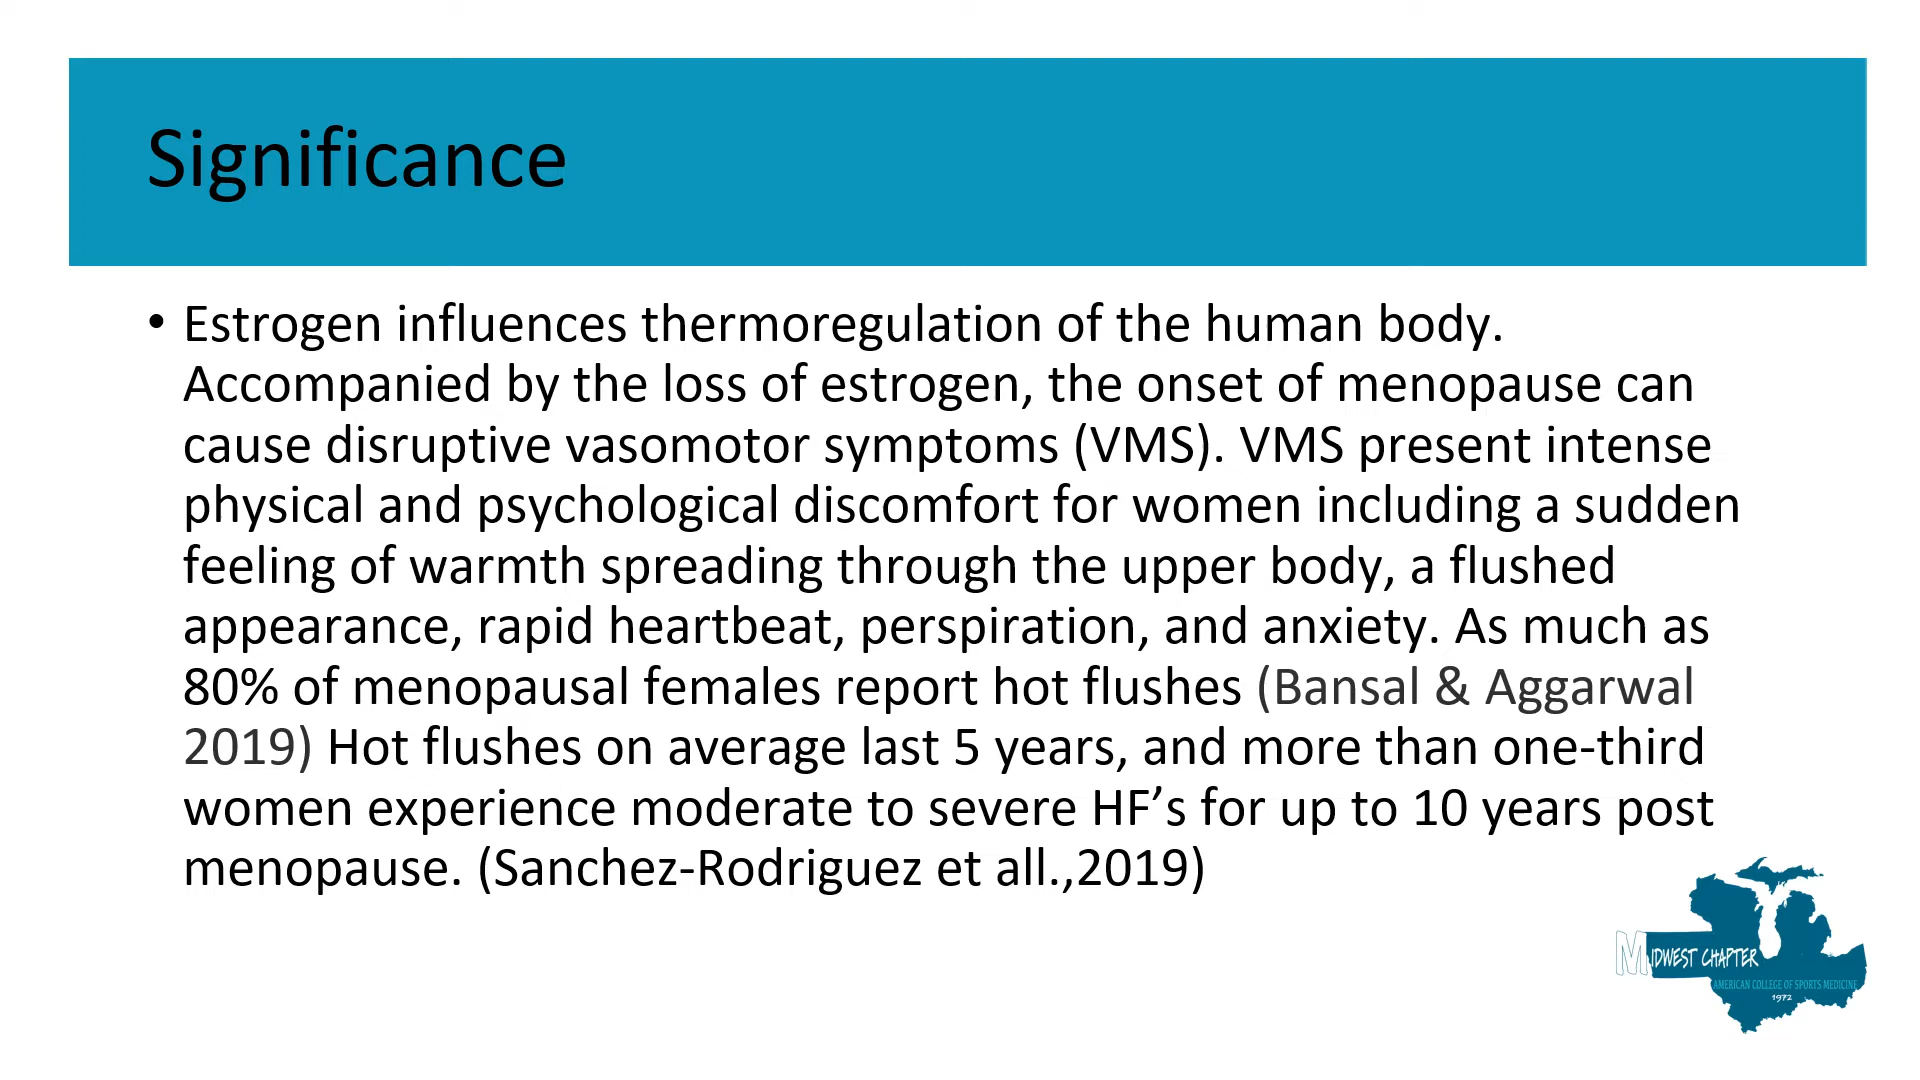 Significance
• Estrogen influences thermoregulation of the human body.
Accompanied by the loss of estrogen, the onset of menopause can
cause disruptive vasomotor symptoms (VMS). VMS present intense
physical and psychological discomfort for women including a sudden
feeling of warmth spreading through the upper body, a flushed
appearance, rapid heartbeat, perspiration, and anxiety. As much as
80% of menopausal females report hot flushes (Bansal & Aggarwal
2019) Hot flushes on average last 5 years, and more than one-third
women experience moderate to severe HF’s for up to 10 years post
menopause. (Sanchez-Rodriguez et all.,2019)
MIDWEST CHAPTER
AMERICAN COLLEGE OF SPORTS MEDICINE
1972